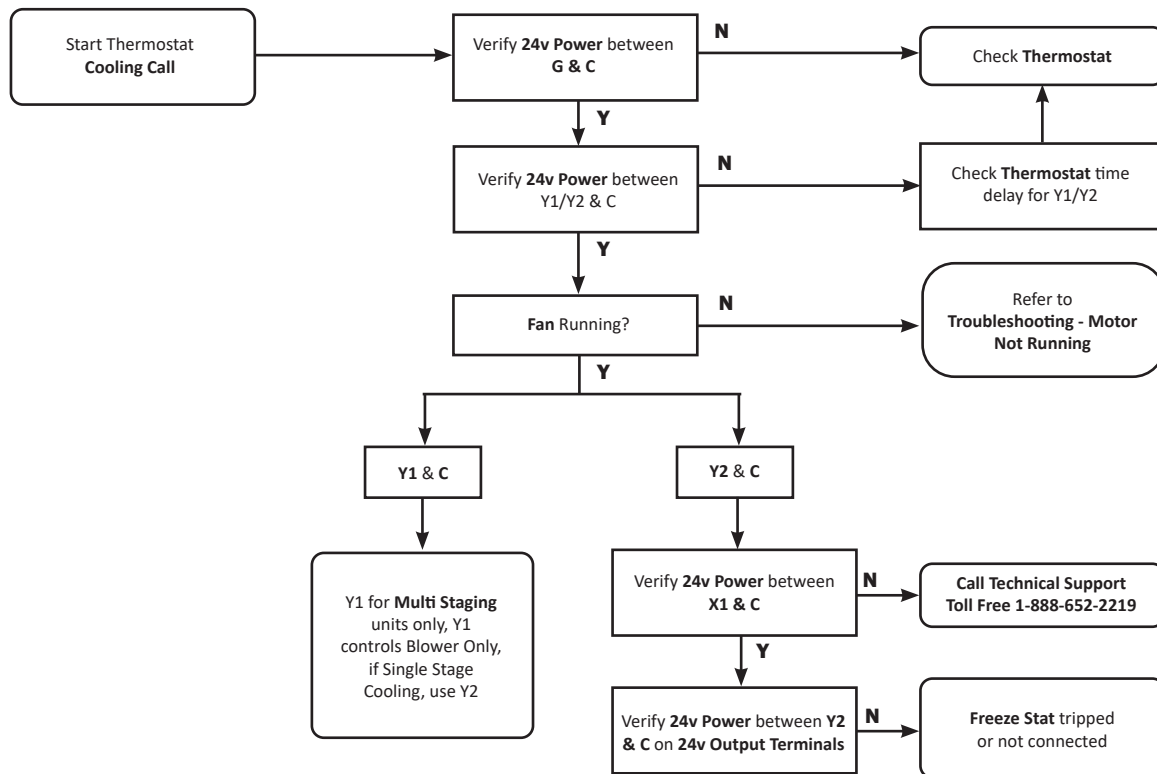 Start Thermostat
Cooling Call
Verify 24v Power between
G & C
N
Check Thermostat
Y
Verify 24v Power between
Y1/Y2 & C
N
Check Thermostat time
delay for Y1/Y2
Y
Fan Running?
N
Refer to
Troubleshooting - Motor
Not Running
Y
Y1 & C
Y2 & C
Y1 for Multi Staging
units only, Y1
controls Blower Only,
if Single Stage
Cooling, use Y2
Verify 24v Power between
X1 & C
N
Call Technical Support
Toll Free 1-888-652-2219
Y
Verify 24v Power between Y2
& C on 24v Output Terminals
N
Freeze Stat tripped
or not connected